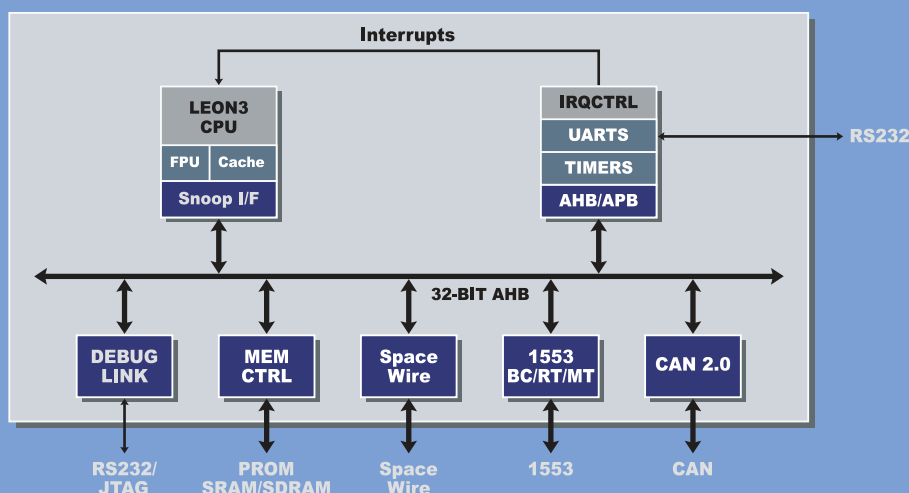 Interrupts
LEON3
CPU
FPU
Cache
Snoop I/F
IRQCTRL
UARTS
TIMERS
AHB/APB
RS232
32-BIT AHB
DEBUG
LINK
MEM
CTRL
Space
Wire
1553
BC/RT/MT
CAN 2.0
RS232/
JTAG
PROM
SRAM/SDRAM
Space
Wire
1553
CAN